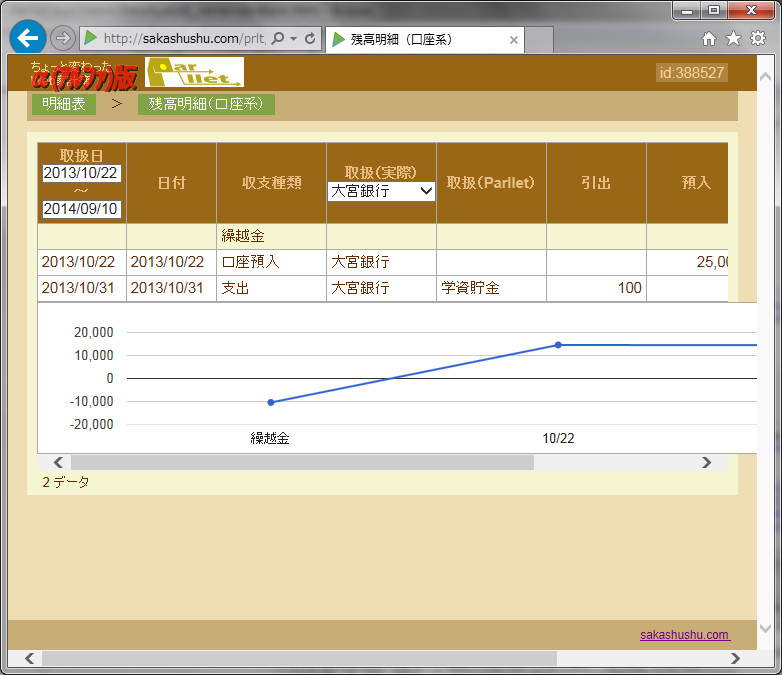 http://sakashushu.com/prlt,
残高明細（口座系）
ちょーと変わった
α(アルファ)版
Parllet.
id:388527
明細表 > 残高明細(口座系)
取扱日
2013/10/22
～
2014/09/10
日付
収支種類
取扱(実際)
大宮銀行
取扱(Parllet)
引出
預入
繰越金
2013/10/22 2013/10/22 口座預入 大宮銀行 25,00
2013/10/31 2013/10/31 支出 大宮銀行 学資貯金 100
20,000
10,000
0
-10,000
-20,000
繰越金 10/22
2 データ
sakashushu.com